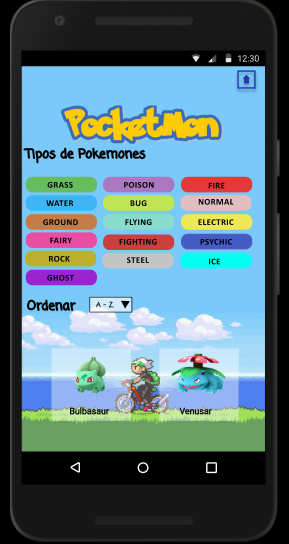 12:30
PocketMon
Tipos de Pokemones
GRASS POISON FIRE
WATER BUG NORMAL
GROUND FLYING ELECTRIC
FAIRY FIGHTING PSYCHIC
ROCK STEEL ICE
GHOST
Ordenar A - Z
Bulbasaur Venusar